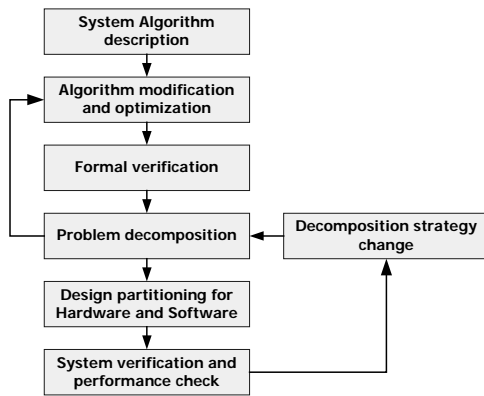 System Algorithm
description
Algorithm modification
and optimization
Formal verification
Problem decomposition
Decomposition strategy
change
Design partitioning for
Hardware and Software
System verification and
performance check